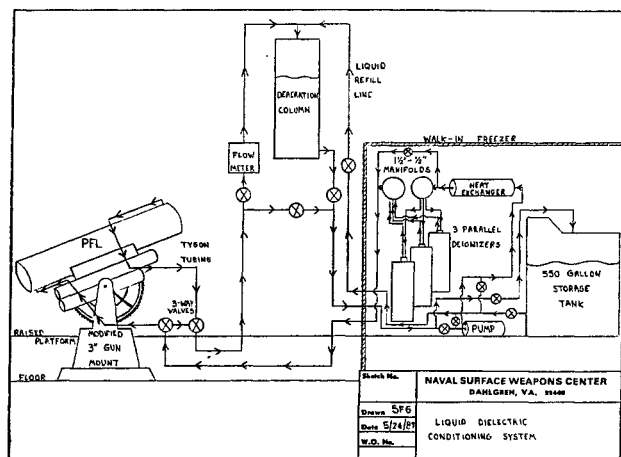 LIQUID
REFILL
LINE
DEAERATION
COLUMN
FLOW
METER
WALK-IN FREEZER
1½"-½"
MANIFOLDS
HEAT
EXCHANGER
3 PARALLEL
DEIONIZERS
550 GALLON
STORAGE
TANK
PUMP
PFL
TYGON
TUBING
3-WAY
VALVES
RAISED
PLATFORM
MODIFIED
3" GUN
MOUNT
FLOOR
Sketch No.
NAVAL SURFACE WEAPONS CENTER
DAHLGREN, VA. 22448
Drawn SFG
Date 5/24/87
W.O. No.
LIQUID DIELECTRIC
CONDITIONING SYSTEM